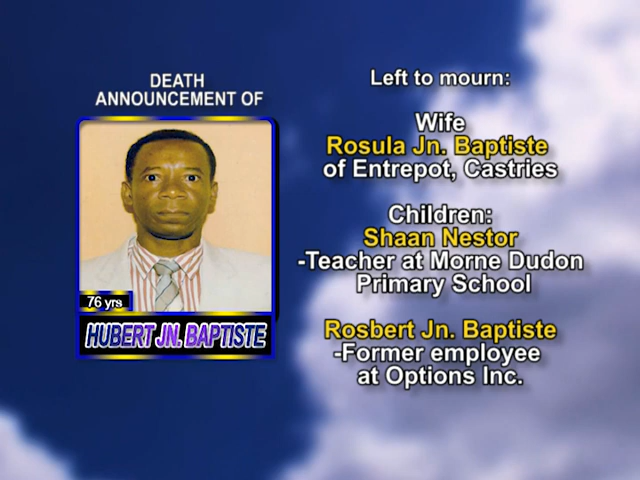 DEATH
ANNOUNCEMENT OF
76 yrs
HUBERT JN. BAPTISTE
Left to mourn:
Wife
Rosula Jn. Baptiste
of Entrepot, Castries
Children:
Shaan Nestor
-Teacher at Morne Dudon
Primary School
Rosbert Jn. Baptiste
-Former employee
at Options Inc.